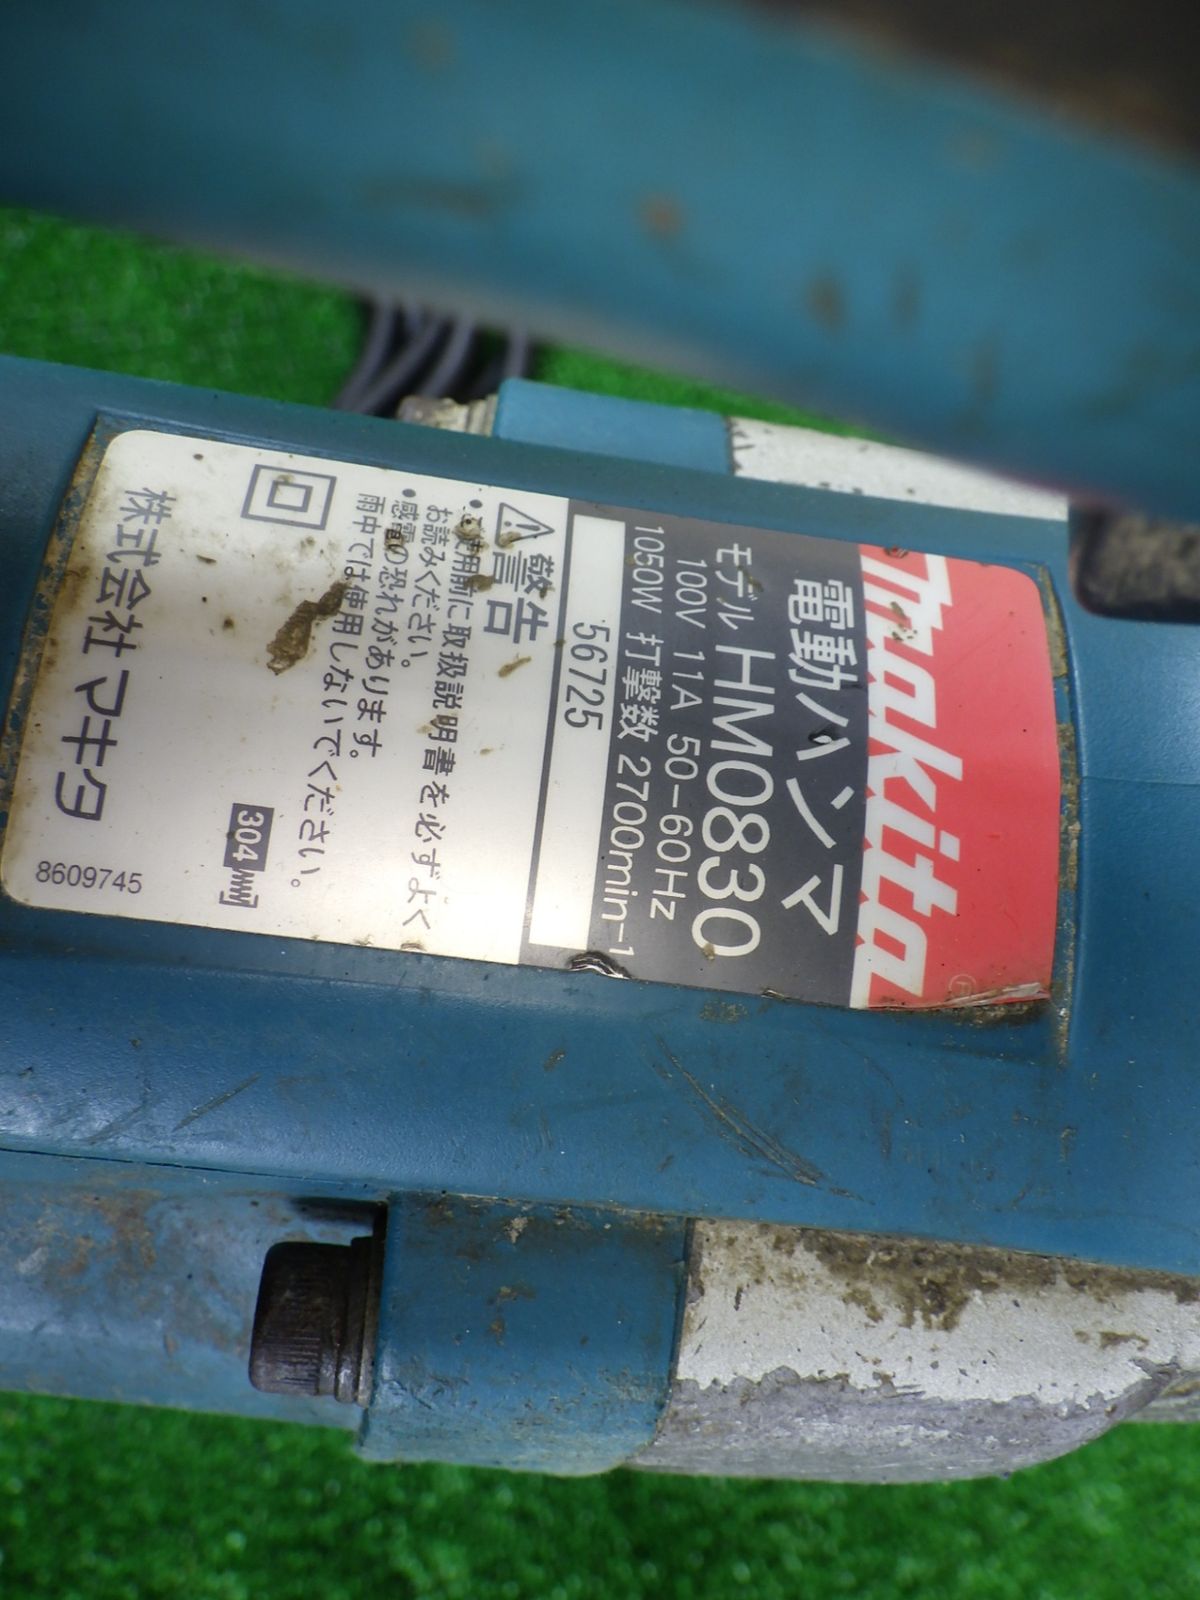 makita
電動ハンマ
モデル HM0830
100V 11A 50-60Hz
1050W 打撃数 2700min-1
56725
警告
・ご使用前に取扱説明書を必ずよく
お読みください。
・感電の恐れがあります。
雨中では使用しないでください。
304
株式会社マキタ
8609745